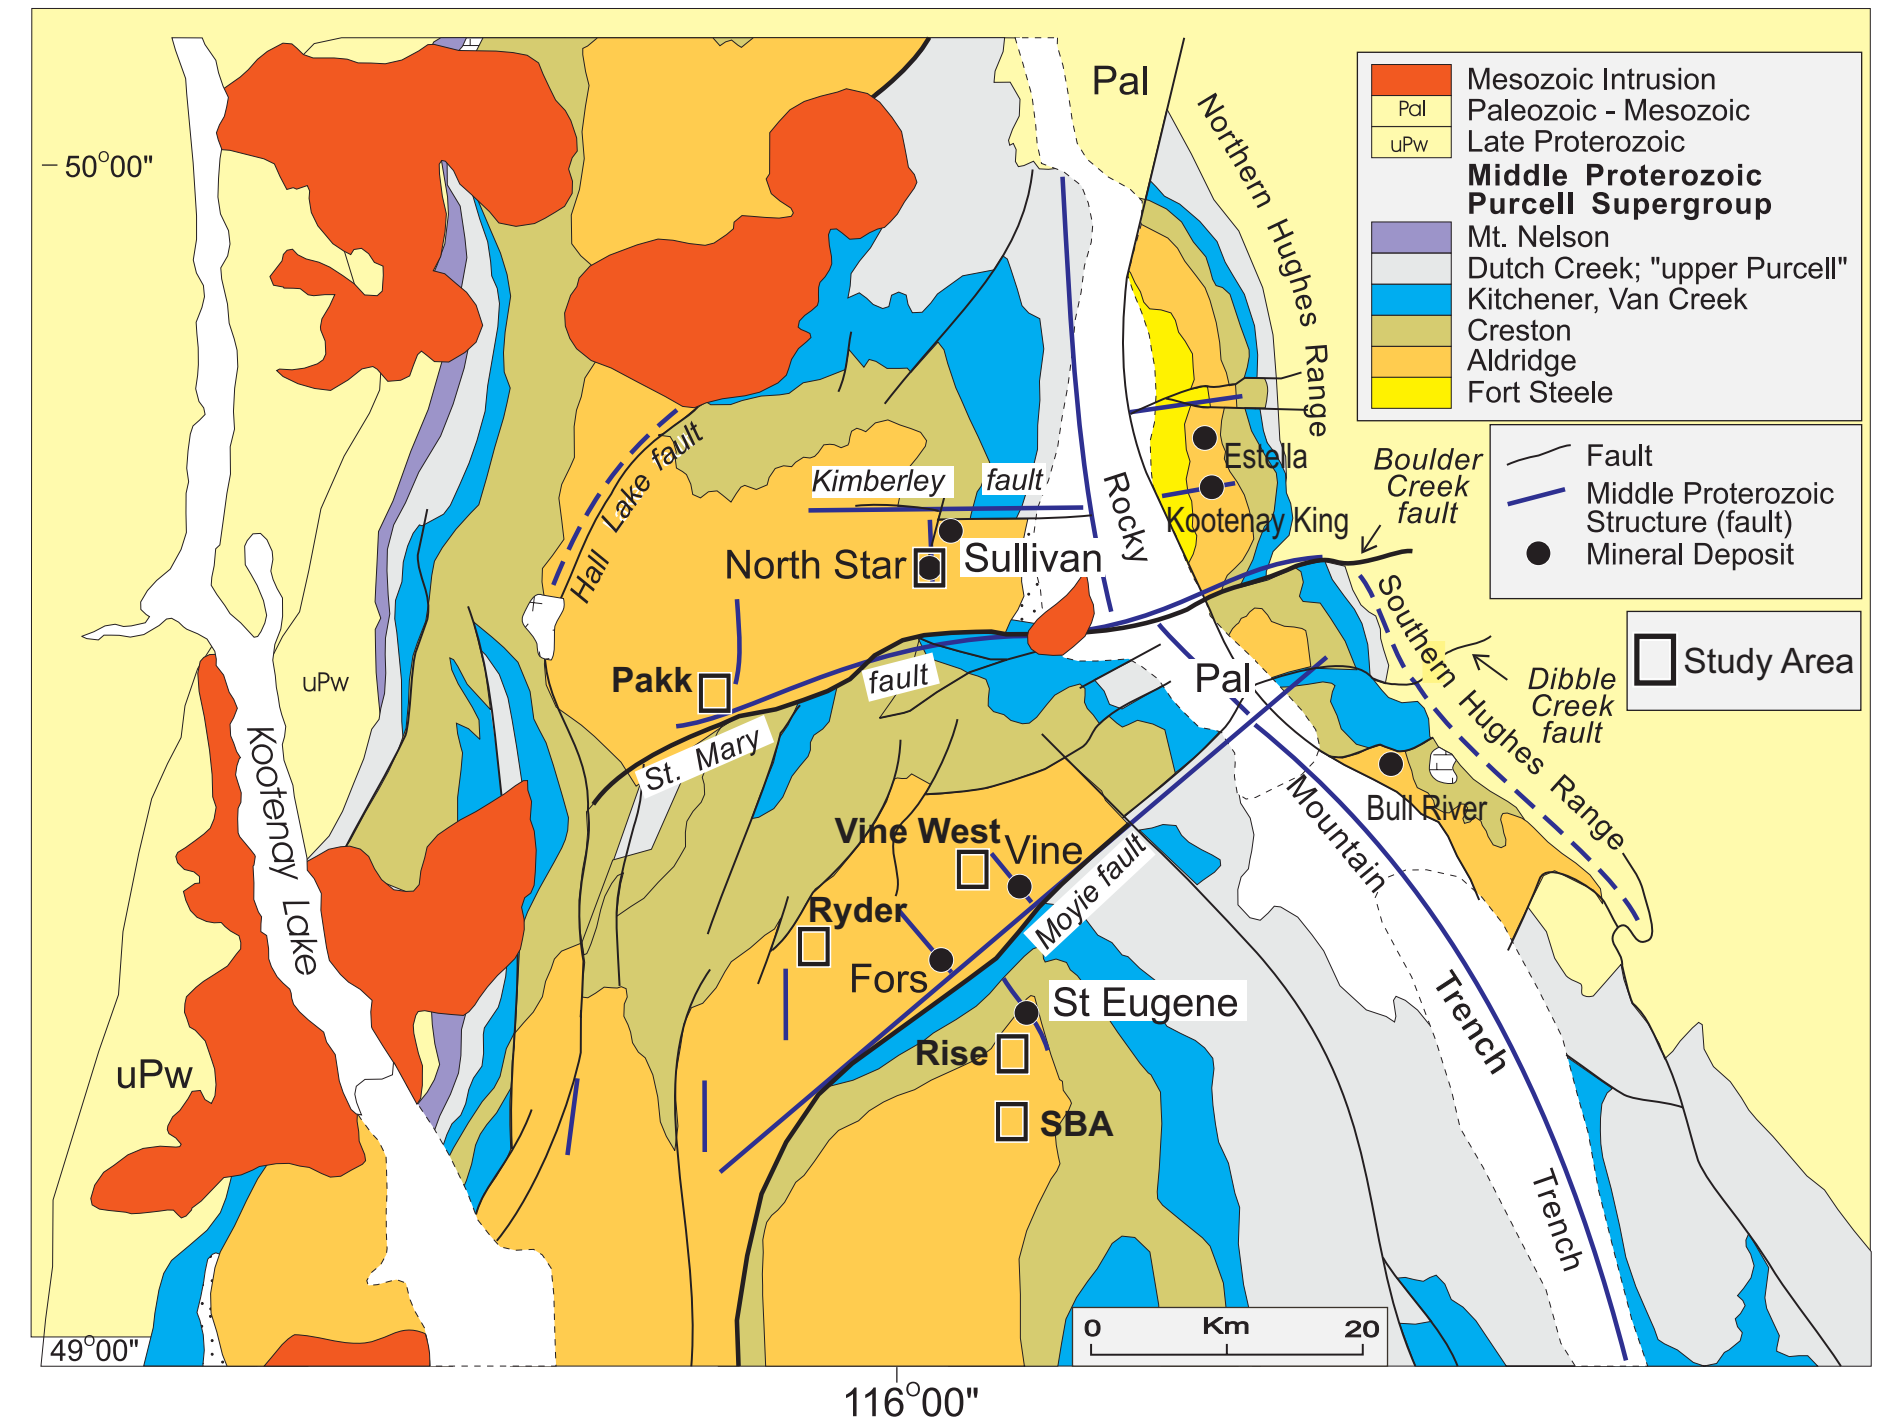 Pal
Northern Hughes Range
50°00"
Mesozoic Intrusion
Pal
Paleozoic - Mesozoic
uPw
Late Proterozoic
Middle Proterozoic
Purcell Supergroup
Mt. Nelson
Dutch Creek; "upper Purcell"
Kitchener, Van Creek
Creston
Aldridge
Fort Steele
Fault
Middle Proterozoic
Structure (fault)
Mineral Deposit
Study Area
Hall Lake fault
Kimberley fault
Rocky
Estella
Kootenay King
Boulder
Creek
fault
North Star
Sullivan
Southern Hughes Range
Dibble
Creek
fault
uPw
Pakk
fault
Pal
St. Mary
Kootenay Lake
Mountain
Bull River
Vine West
Vine
Moyie fault
Ryder
Fors
St Eugene
Trench
Rise
uPw
SBA
Trench
0 Km 20
49°00"
116°00"